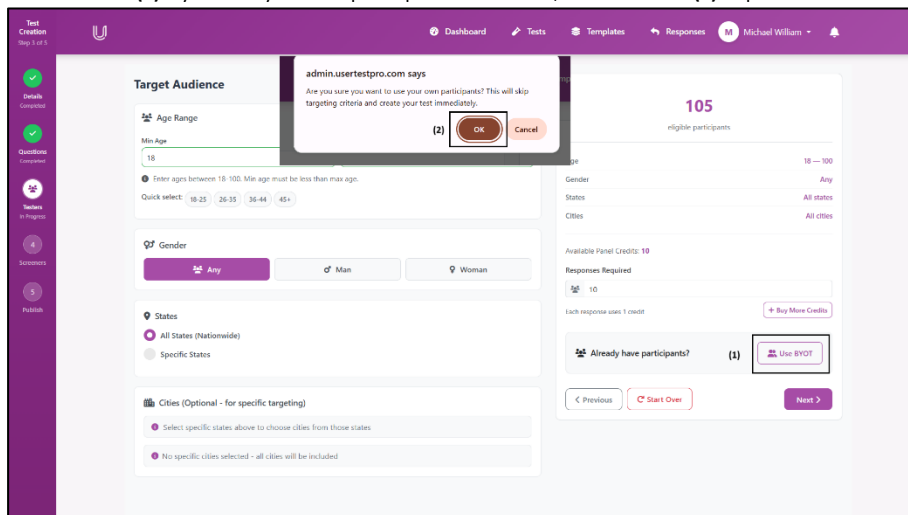 Test
Creation
Step 3 of 5
Dashboard
Tests
Templates
Responses
M
Michael William
Details
Completed
Questions
Completed
Testers
In Progress
4
Screeners
5
Publish
Target Audience
Age Range
Min Age
18
Enter ages between 18-100. Min age must be less than max age.
Quick select:
18-25
26-35
36-44
45+
admin.usertestpro.com says
Are you sure you want to use your own participants? This will skip
targeting criteria and create your test immediately.
(2)
OK
Cancel
Gender
Any
Man
Woman
States
All States (Nationwide)
Specific States
Cities (Optional - for specific targeting)
Select specific states above to choose cities from those states
No specific cities selected - all cities will be included
105
eligible participants
18 — 100
Gender
Any
States
All states
Cities
All cities
Available Panel Credits: 10
Responses Required
10
Each response uses 1 credit
+ Buy More Credits
Already have participants?
(1)
Use BYOT
Previous
Start Over
Next